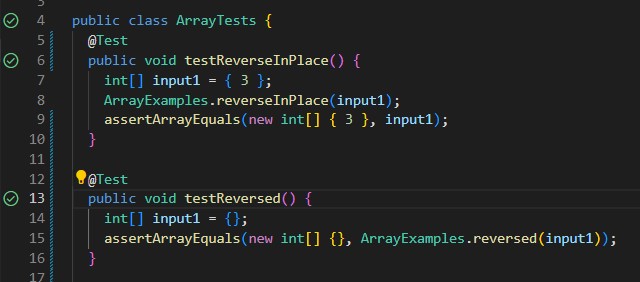 3
4 public class ArrayTests {
5 @Test
6 public void testReverseInPlace() {
7 int[] input1 = { 3 };
8 ArrayExamples.reverseInPlace(input1);
9 assertArrayEquals(new int[] { 3 }, input1);
10 }
11
12 @Test
13 public void testReversed() {
14 int[] input1 = {};
15 assertArrayEquals(new int[] {}, ArrayExamples.reversed(input1));
16 }
17